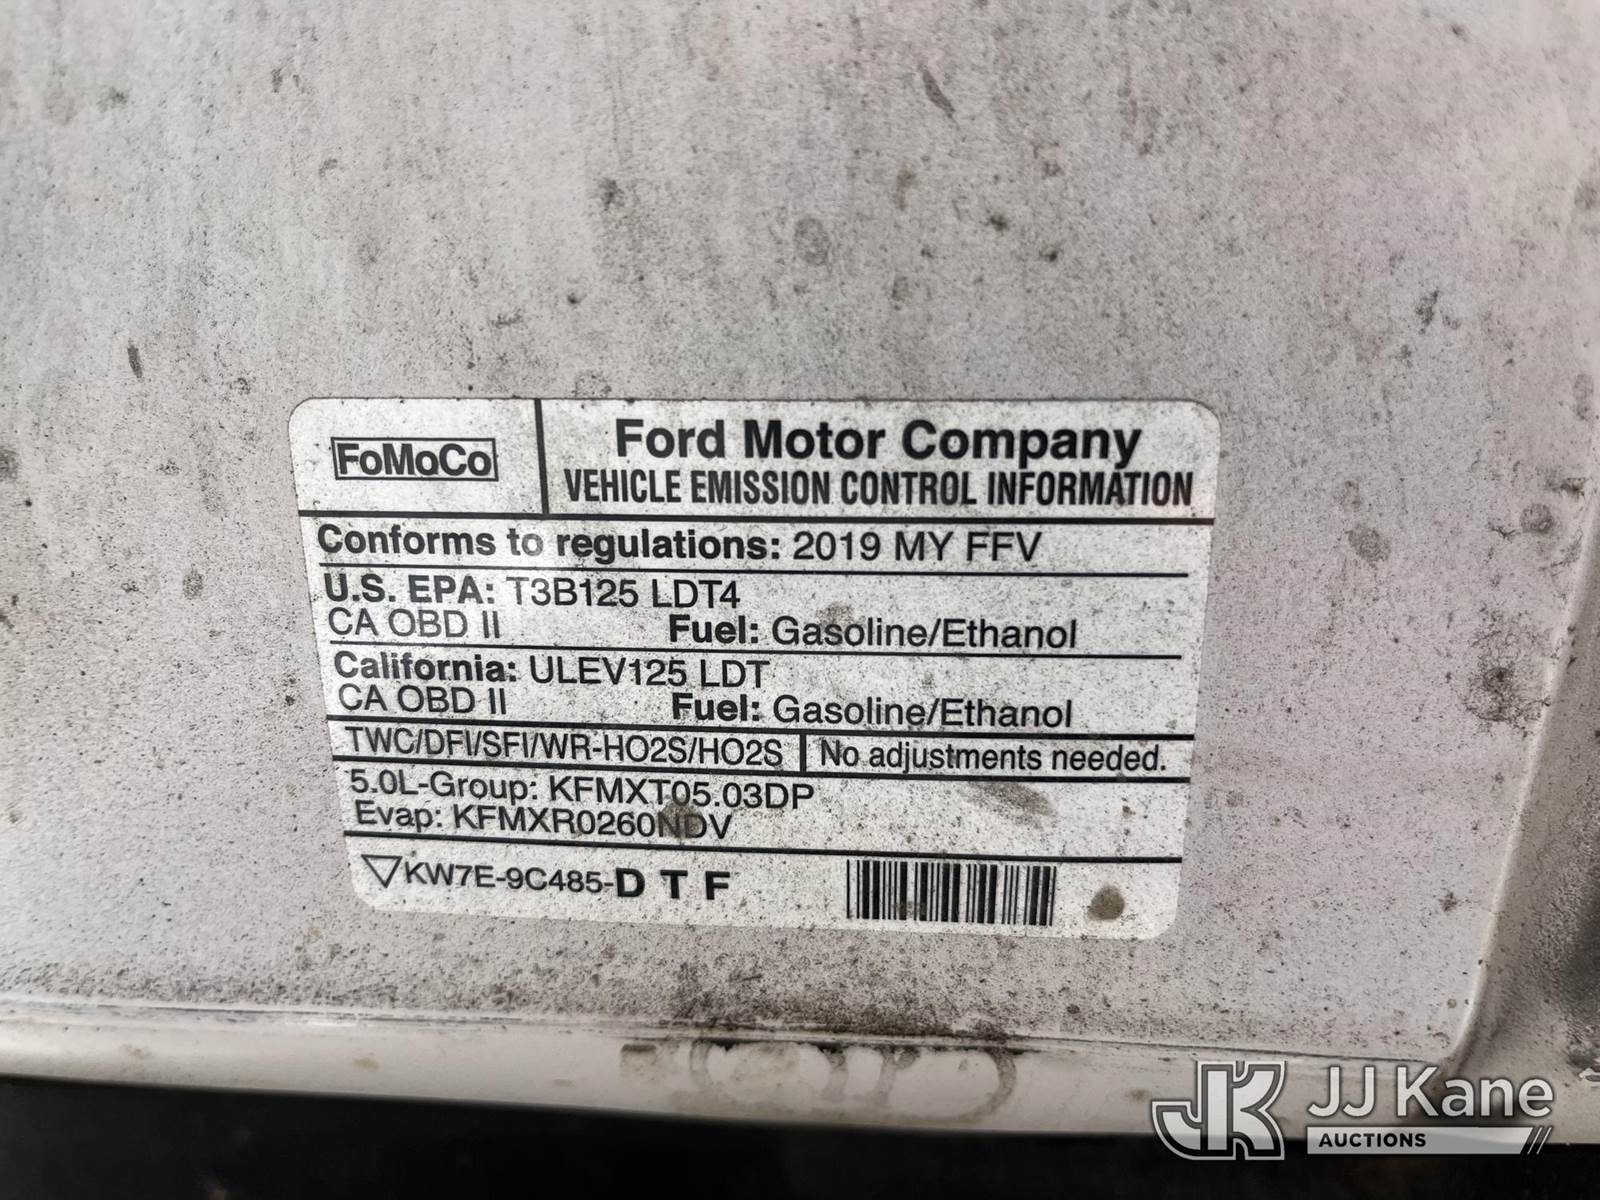 FoMoCo
Ford Motor Company
VEHICLE EMISSION CONTROL INFORMATION
Conforms to regulations: 2019 MY FFV
U.S. EPA: T3B125 LDT4
CA OBD II Fuel: Gasoline/Ethanol
California: ULEV125 LDT
CA OBD II Fuel: Gasoline/Ethanol
TWC/DFI/SFI/WR-HO2S/HO2S No adjustments needed.
5.0L-Group: KFMXT05.03DP
Evap: KFMXR0260NDV
KW7E-9C485-D T F
JK JJ Kane
AUCTIONS